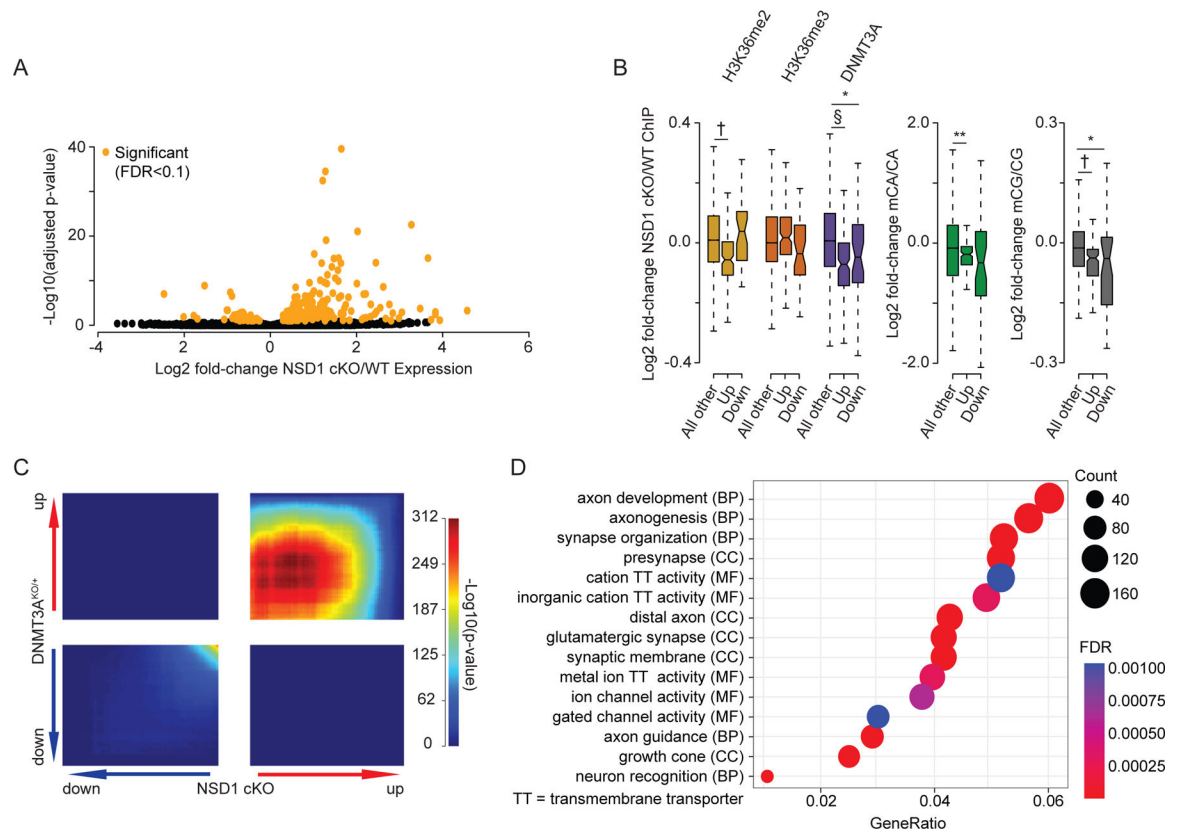 A
Significant
(FDR<0.1)
-Log10(adjusted p-value)
40
20
0
-4
2
0
2
4
6
Log2 fold-change NSD1 cKO/WT Expression
B
H3K36me2
H3K36me3
DNMT3A
Log2 fold-change NSD1 cKO/WT ChIP
0.4
0.0
-0.4
†
§
*
All other
Up
Down
All other
Up
Down
All other
Up
Down
Log2 fold-change mCA/CA
2.0
0.0
-2.0
**
All other
Up
Down
Log2 fold-change mCG/CG
0.3
0.0
-0.3
†
*
All other
Up
Down
C
up
DNMT3A KO/+
down
down
NSD1 cKO
up
312
249
187
125
62
0
-Log10(p-value)
D
axon development (BP)
axonogenesis (BP)
synapse organization (BP)
presynapse (CC)
cation TT activity (MF)
inorganic cation TT activity (MF)
distal axon (CC)
glutamatergic synapse (CC)
synaptic membrane (CC)
metal ion TT activity (MF)
ion channel activity (MF)
gated channel activity (MF)
axon guidance (BP)
growth cone (CC)
neuron recognition (BP)
TT = transmembrane transporter
0.02
0.04
0.06
GeneRatio
Count
40
80
120
160
FDR
0.00100
0.00075
0.00050
0.00025